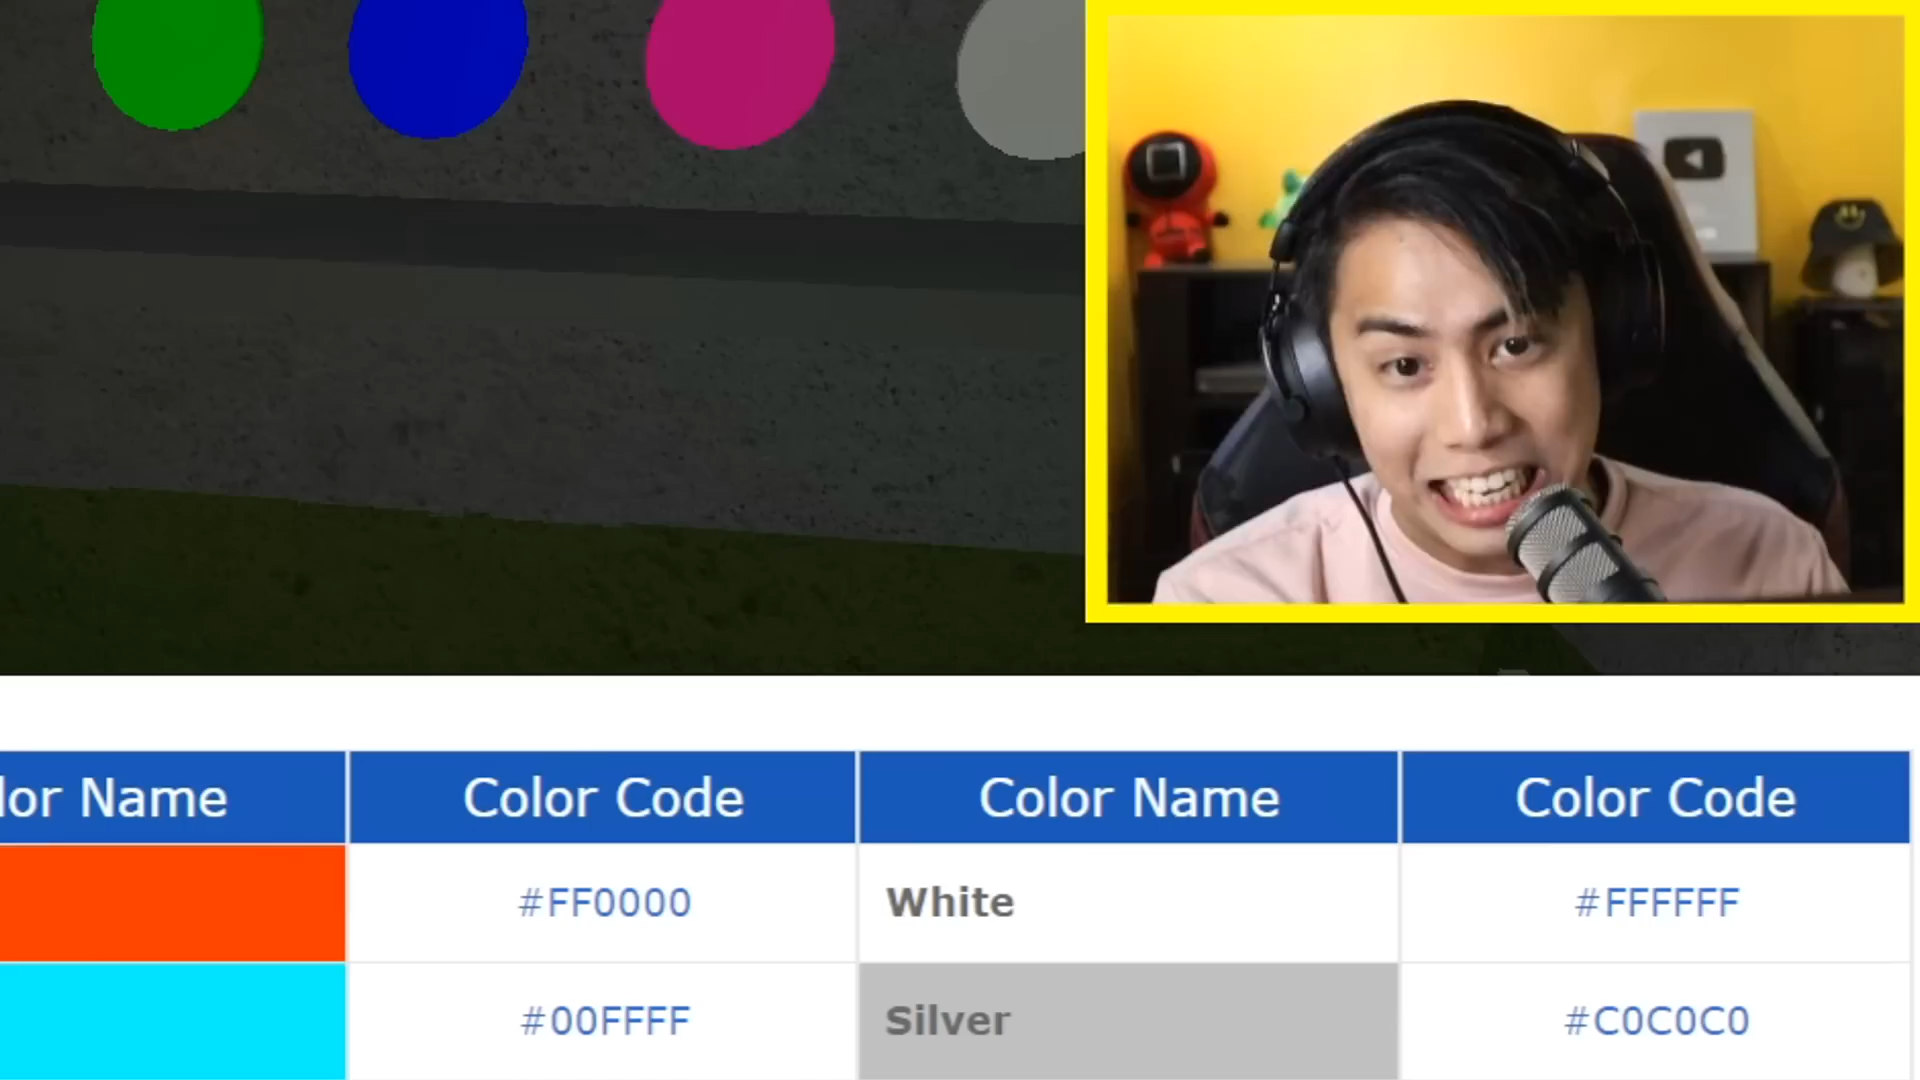 lor Name Color Code Color Name Color Code
#FF0000 White #FFFFFF
#00FFFF Silver #C0C0C0